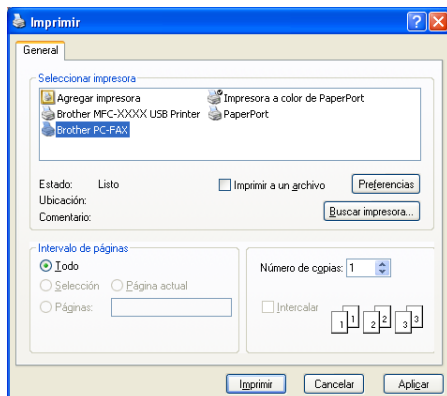 Imprimir
General
Seleccionar impresora
Agregar impresora
Impresora a color de PaperPort
Brother MFC-XXXX USB Printer
PaperPort
Brother PC-FAX
Estado: Listo
Imprimir a un archivo
Preferencias
Ubicación:
Comentario:
Buscar impresora...
Intervalo de páginas
Todo
Selección
Página actual
Páginas:
Número de copias: 1
Intercalar
1 1 2 2 3 3
Imprimir
Cancelar
Aplicar